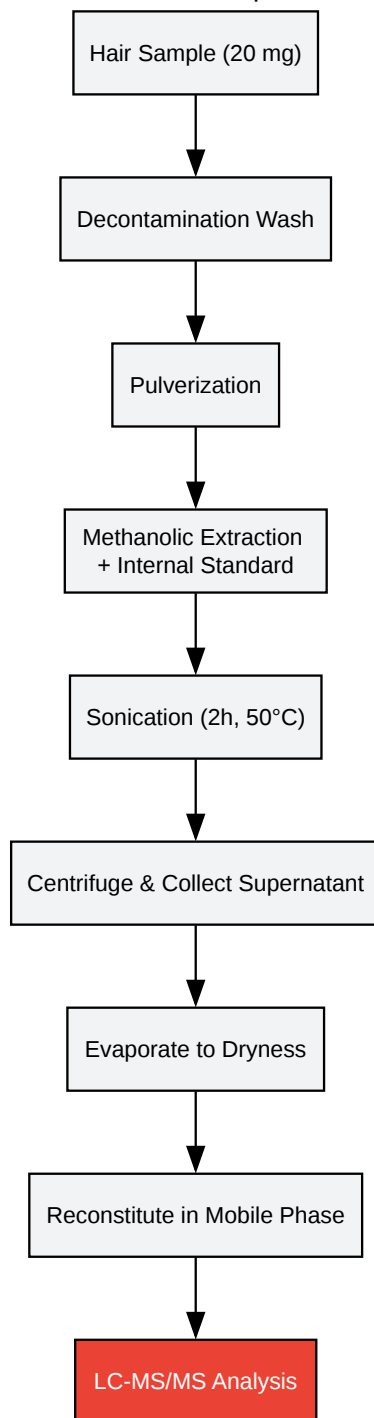 Hair Sample (20 mg)
Decontamination Wash
Pulverization
Methanolic Extraction
+ Internal Standard
Sonication (2h, 50°C)
Centrifuge & Collect Supernatant
Evaporate to Dryness
Reconstitute in Mobile Phase
LC-MS/MS Analysis